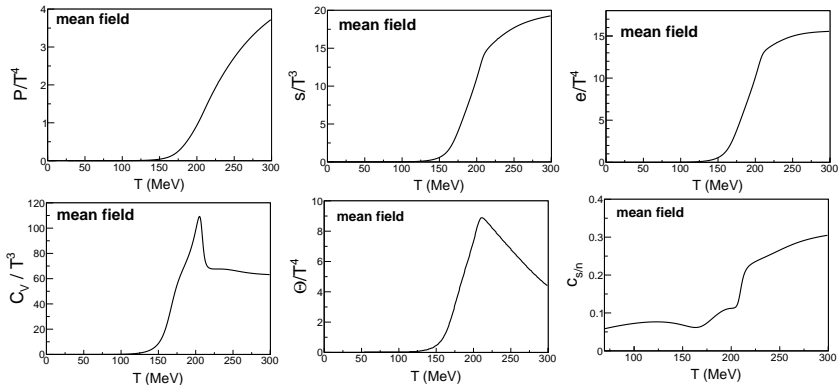 mean field
P/T⁴
4
3
2
1
0
0 50 100 150 200 250 300
T (MeV)
mean field
s/T³
20
15
10
5
0
0 50 100 150 200 250 300
T (MeV)
mean field
e/T⁴
15
10
5
0
0 50 100 150 200 250 300
T (MeV)
mean field
C_V / T³
120
100
80
60
40
20
0
0 50 100 150 200 250 300
T (MeV)
mean field
Θ/T⁴
10
8
6
4
2
0
0 50 100 150 200 250 300
T (MeV)
mean field
c_s/n
0.4
0.3
0.2
0.1
0
100 150 200 250 300
T (MeV)